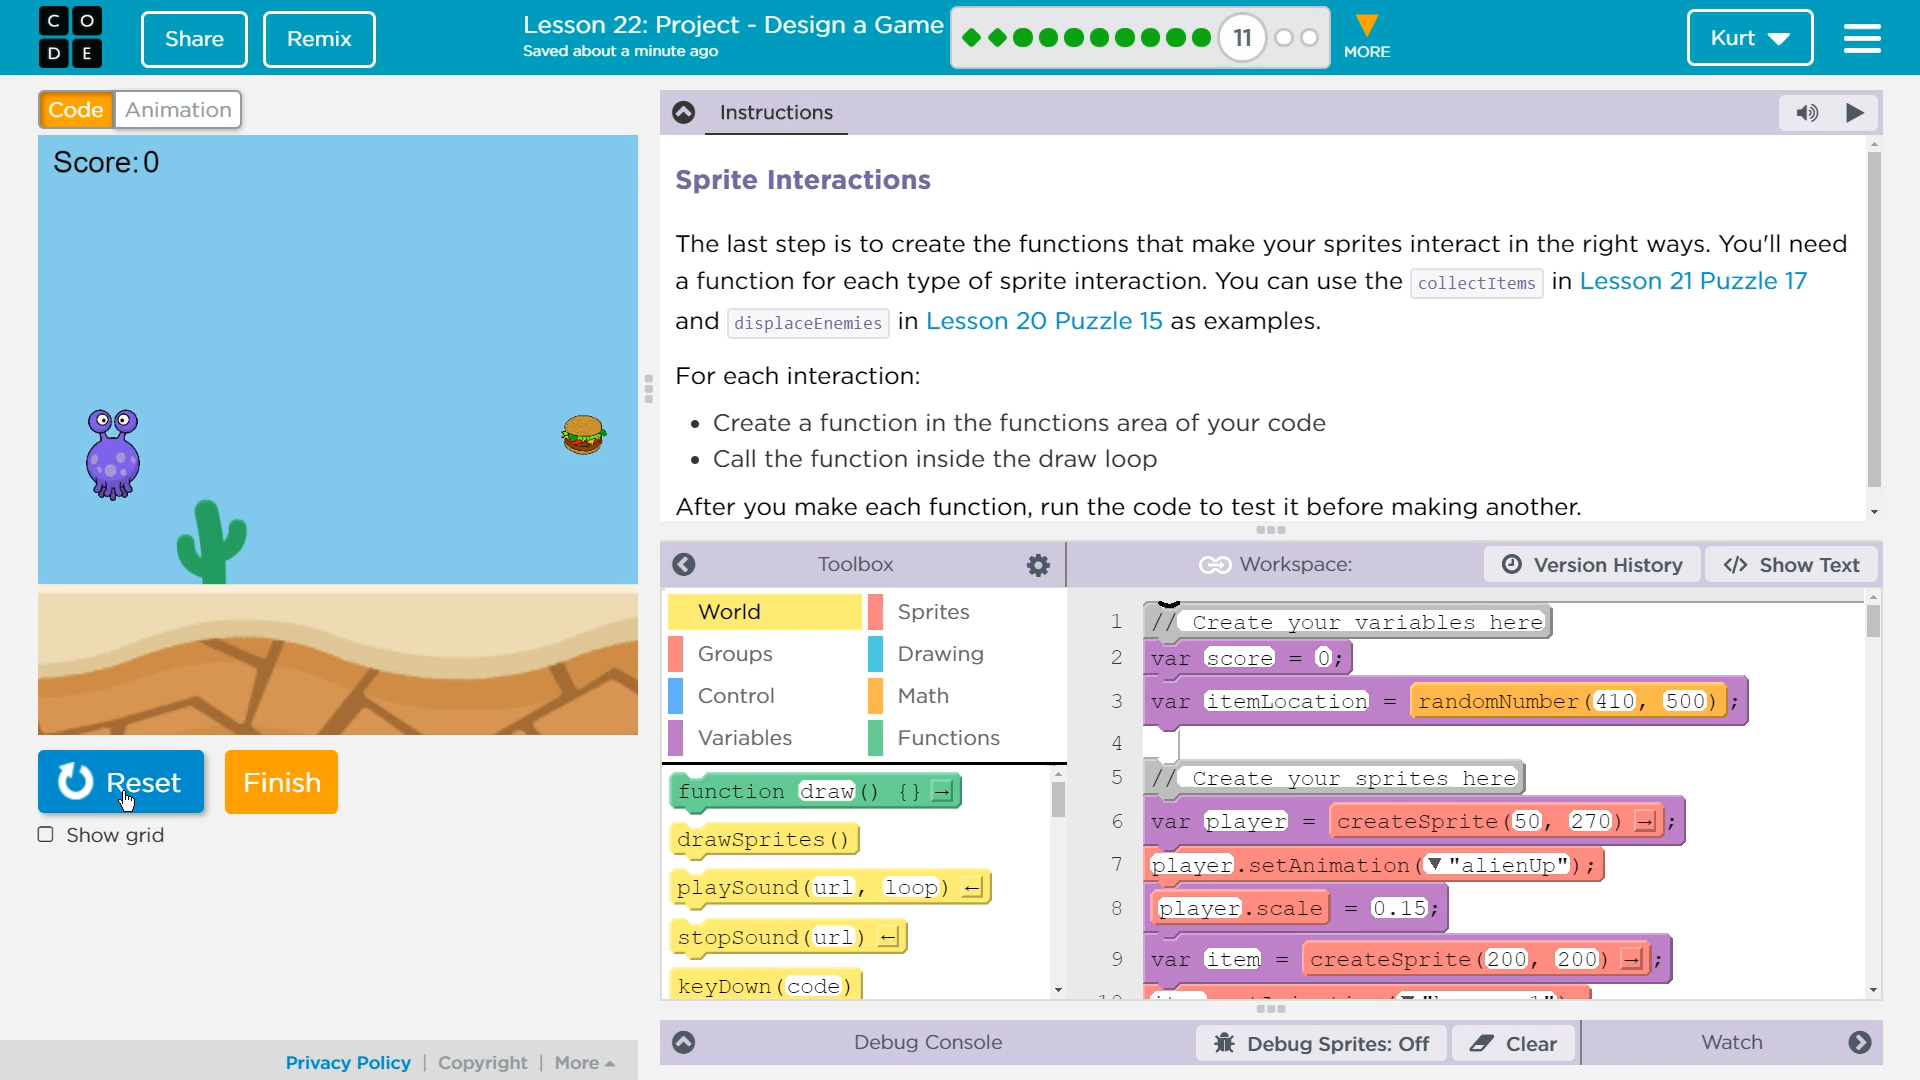 C O D E
Share
Remix
Lesson 22: Project - Design a Game
Saved about a minute ago
11
MORE
Kurt
Code
Animation
Score:0
Reset
Finish
Show grid
Privacy Policy | Copyright | More
Instructions
Sprite Interactions
The last step is to create the functions that make your sprites interact in the right ways. You'll need
a function for each type of sprite interaction. You can use the collectItems in Lesson 21 Puzzle 17
and displaceEnemies in Lesson 20 Puzzle 15 as examples.
For each interaction:
• Create a function in the functions area of your code
• Call the function inside the draw loop
After you make each function, run the code to test it before making another.
Toolbox
World
Sprites
Groups
Drawing
Control
Math
Variables
Functions
function draw() {} →
drawSprites()
playSound(url, loop) ←
stopSound(url) ←
keyDown(code)
Workspace:
Version History
</> Show Text
1 // Create your variables here
2 var score = 0;
3 var itemLocation = randomNumber(410, 500);
4
5 // Create your sprites here
6 var player = createSprite(50, 270) →;
7 player.setAnimation(▼ "alienUp");
8 player.scale = 0.15;
9 var item = createSprite(200, 200) →;
Debug Console
Debug Sprites: Off
Clear
Watch